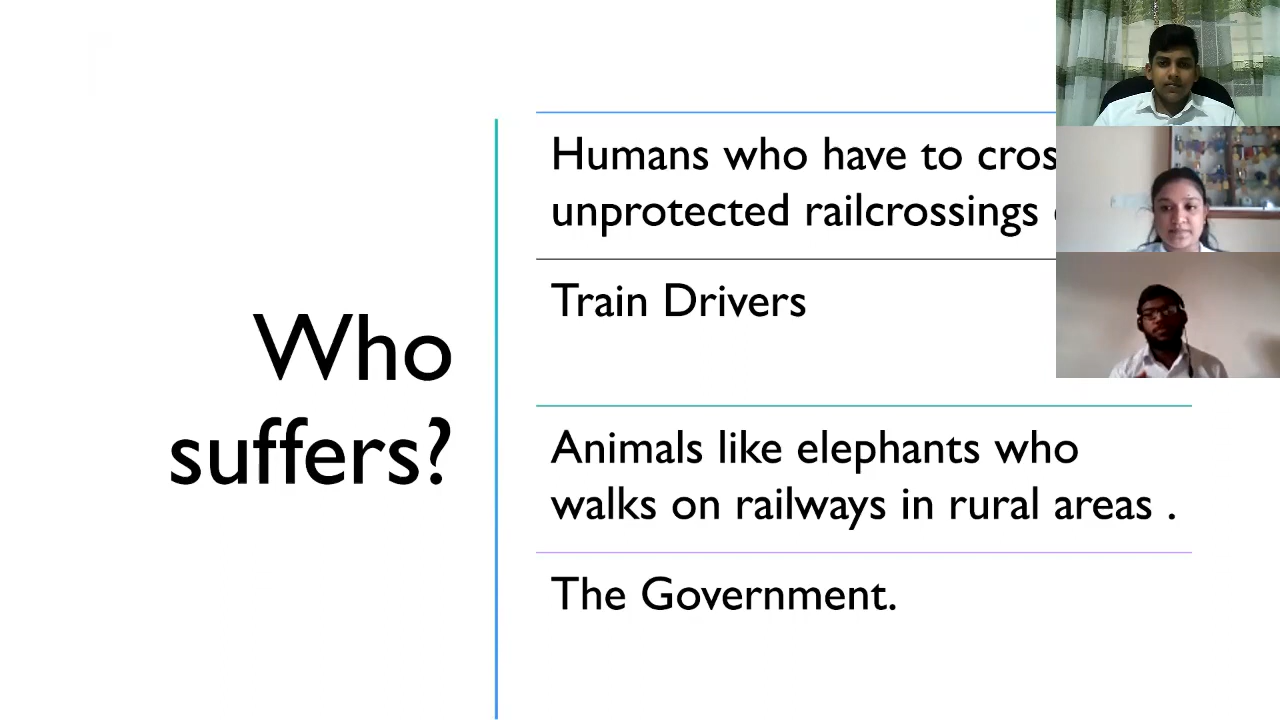 Who
suffers?
Humans who have to
unprotected railcrossings
Train Drivers
Animals like elephants who
walks on railways in rural areas .
The Government.